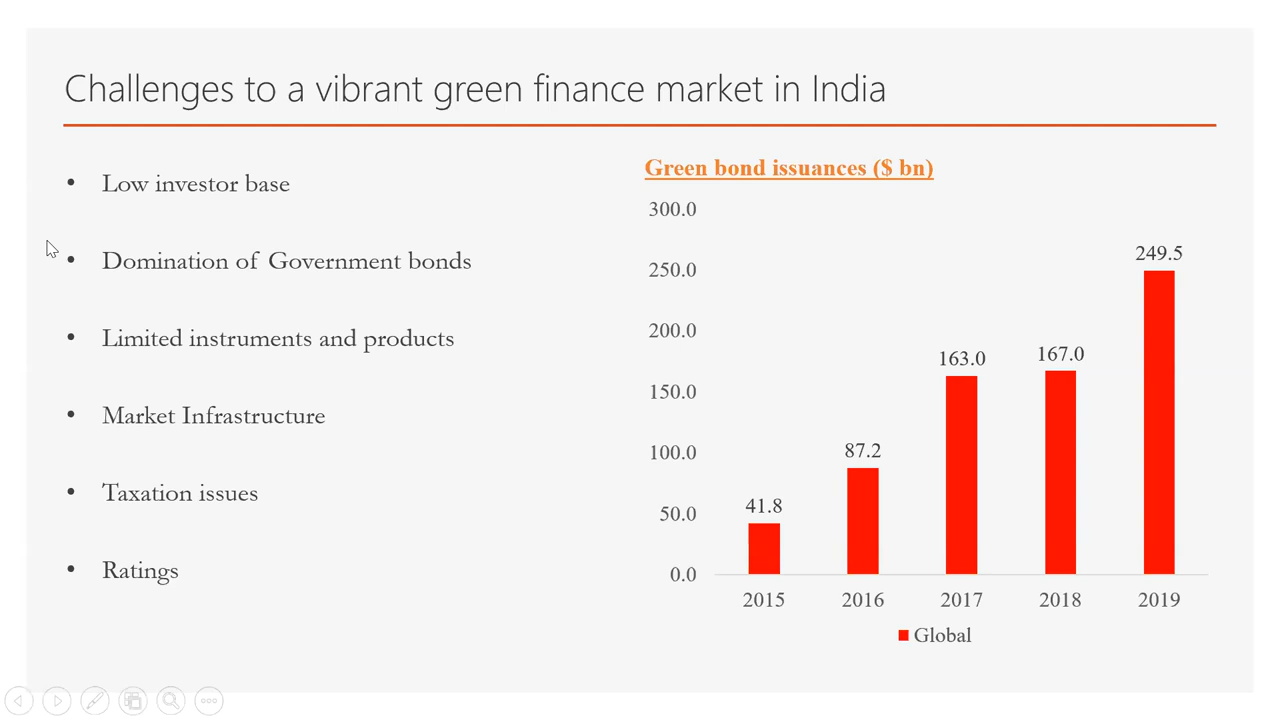 Challenges to a vibrant green finance market in India
• Low investor base
• Domination of Government bonds
• Limited instruments and products
• Market Infrastructure
• Taxation issues
• Ratings
Green bond issuances ($ bn)
300.0
250.0
200.0
150.0
100.0
50.0
0.0
41.8
87.2
163.0
167.0
249.5
2015 2016 2017 2018 2019
Global